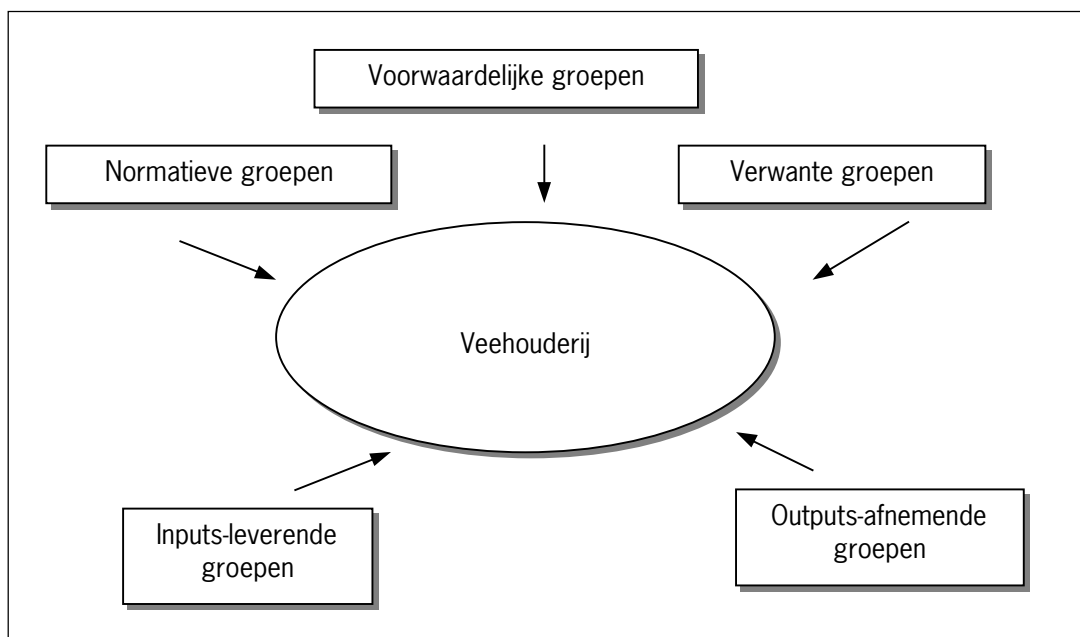 Voorwaardelijke groepen
Normatieve groepen
Verwante groepen
Veehouderij
Inputs-leverende
groepen
Outputs-afnemende
groepen